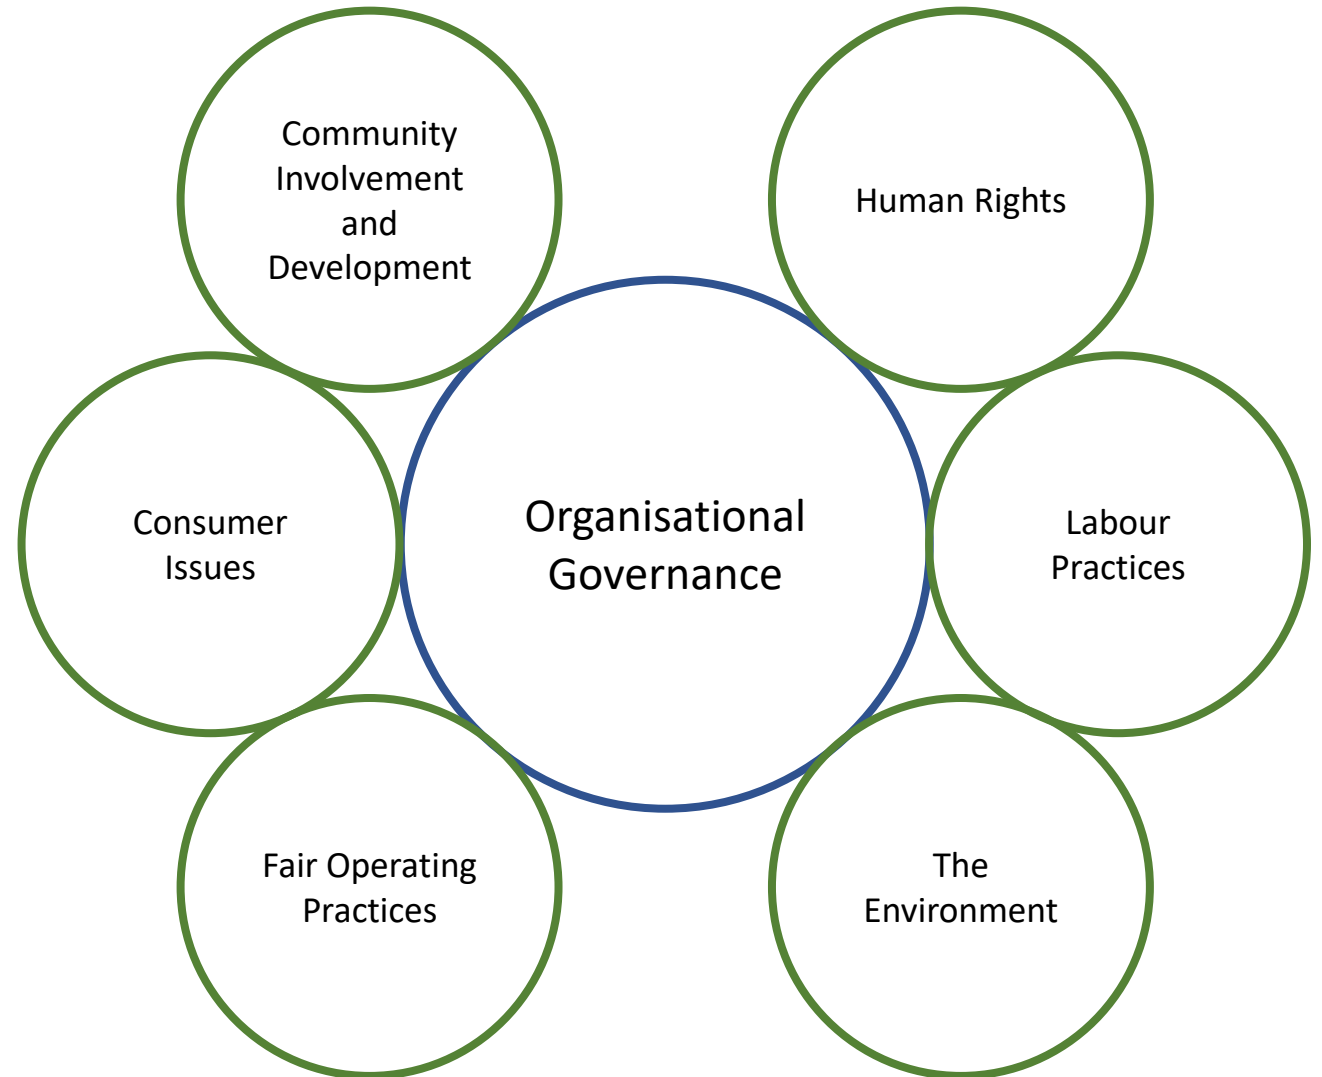 Community
Involvement
and
Development
Human Rights
Consumer
Issues
Organisational
Governance
Labour
Practices
Fair Operating
Practices
The
Environment